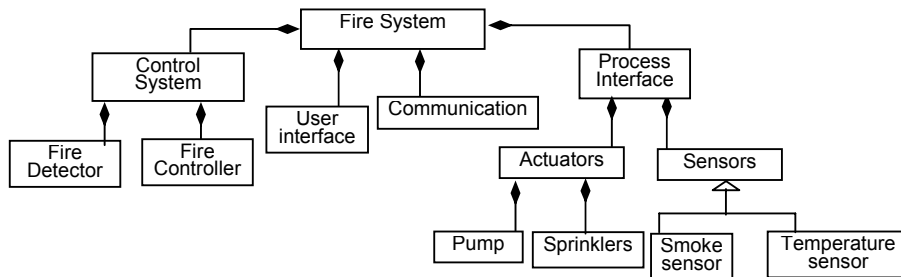 Fire System
Control
System
Process
Interface
User
interface
Communication
Fire
Detector
Fire
Controller
Actuators
Sensors
Pump
Sprinklers
Smoke
sensor
Temperature
sensor